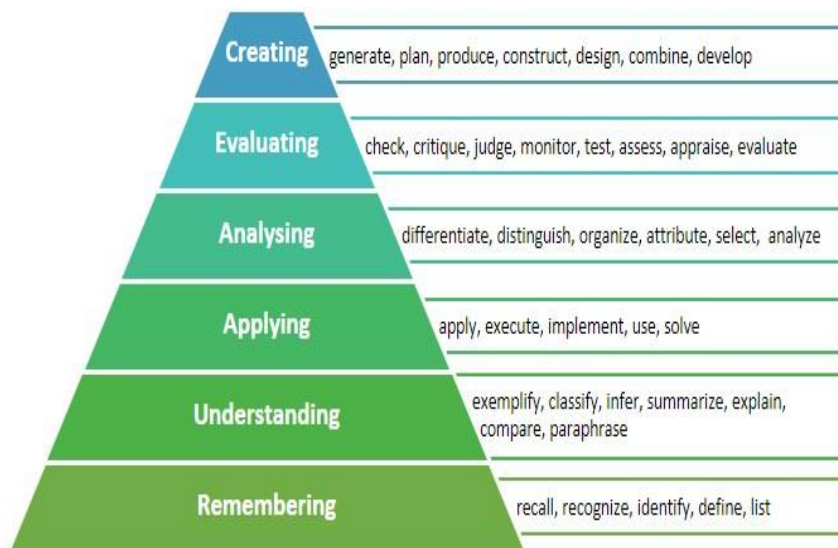 Creating
generate, plan, produce, construct, design, combine, develop
Evaluating
check, critique, judge, monitor, test, assess, appraise, evaluate
Analysing
differentiate, distinguish, organize, attribute, select, analyze
Applying
apply, execute, implement, use, solve
Understanding
exemplify, classify, infer, summarize, explain,
compare, paraphrase
Remembering
recall, recognize, identify, define, list